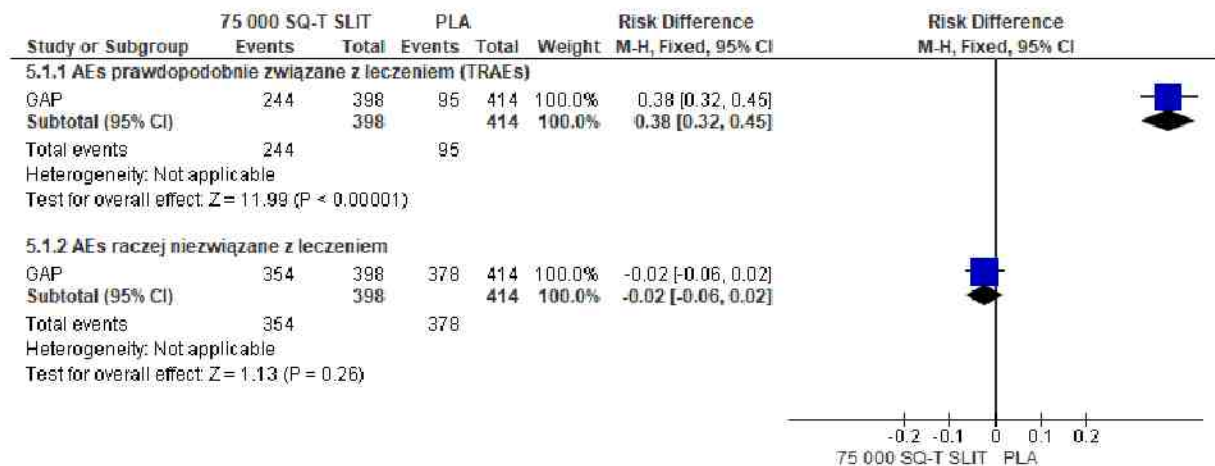 75 000 SQ-T SLIT PLA Risk Difference Risk Difference
Study or Subgroup Events Total Events Total Weight M-H, Fixed, 95% CI M-H, Fixed, 95% CI
5.1.1 AEs prawdopodobnie związane z leczeniem (TRAEs)
GAP 244 398 95 414 100.0% 0.38 [0.32, 0.45]
Subtotal (95% CI) 398 414 100.0% 0.38 [0.32, 0.45]
Total events 244 95
Heterogeneity: Not applicable
Test for overall effect: Z = 11.99 (P < 0.00001)
5.1.2 AEs raczej niezwiązane z leczeniem
GAP 354 398 378 414 100.0% -0.02 [-0.06, 0.02]
Subtotal (95% CI) 398 414 100.0% -0.02 [-0.06, 0.02]
Total events 354 378
Heterogeneity: Not applicable
Test for overall effect: Z = 1.13 (P = 0.26)
-0.2 -0.1 0 0.1 0.2
75 000 SQ-T SLIT PLA